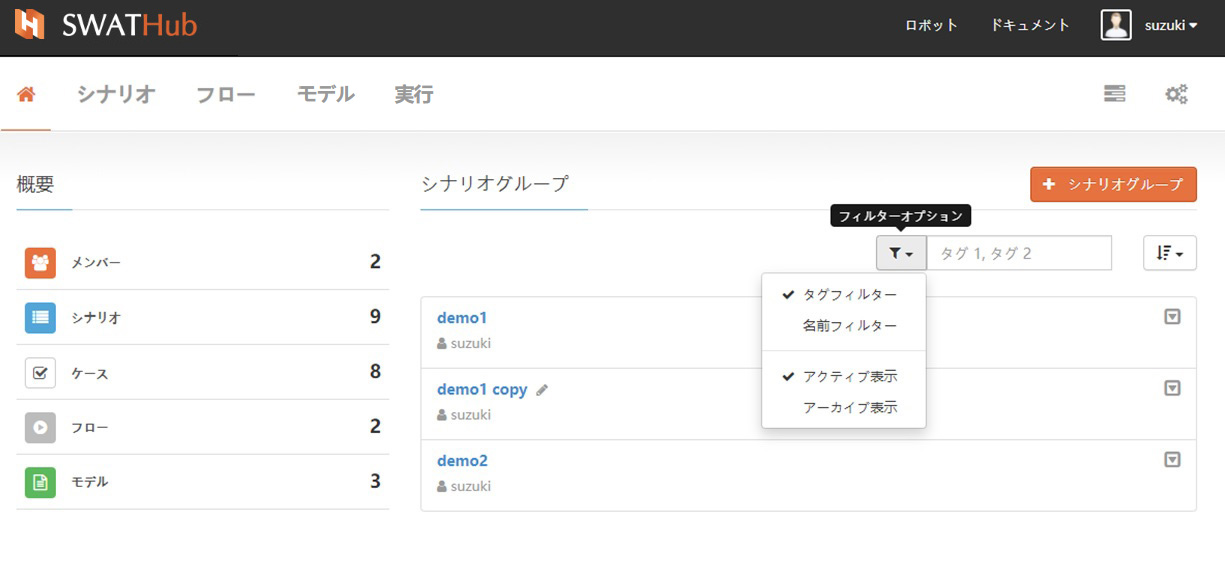 SWATHub
ロボット
ドキュメント
suzuki
シナリオ
フロー
モデル
実行
概要
メンバー
2
シナリオ
9
ケース
8
フロー
2
モデル
3
シナリオグループ
シナリオグループ
フィルターオプション
タグ 1, タグ 2
タグフィルター
名前フィルター
アクティブ表示
アーカイブ表示
demo1
suzuki
demo1 copy
suzuki
demo2
suzuki